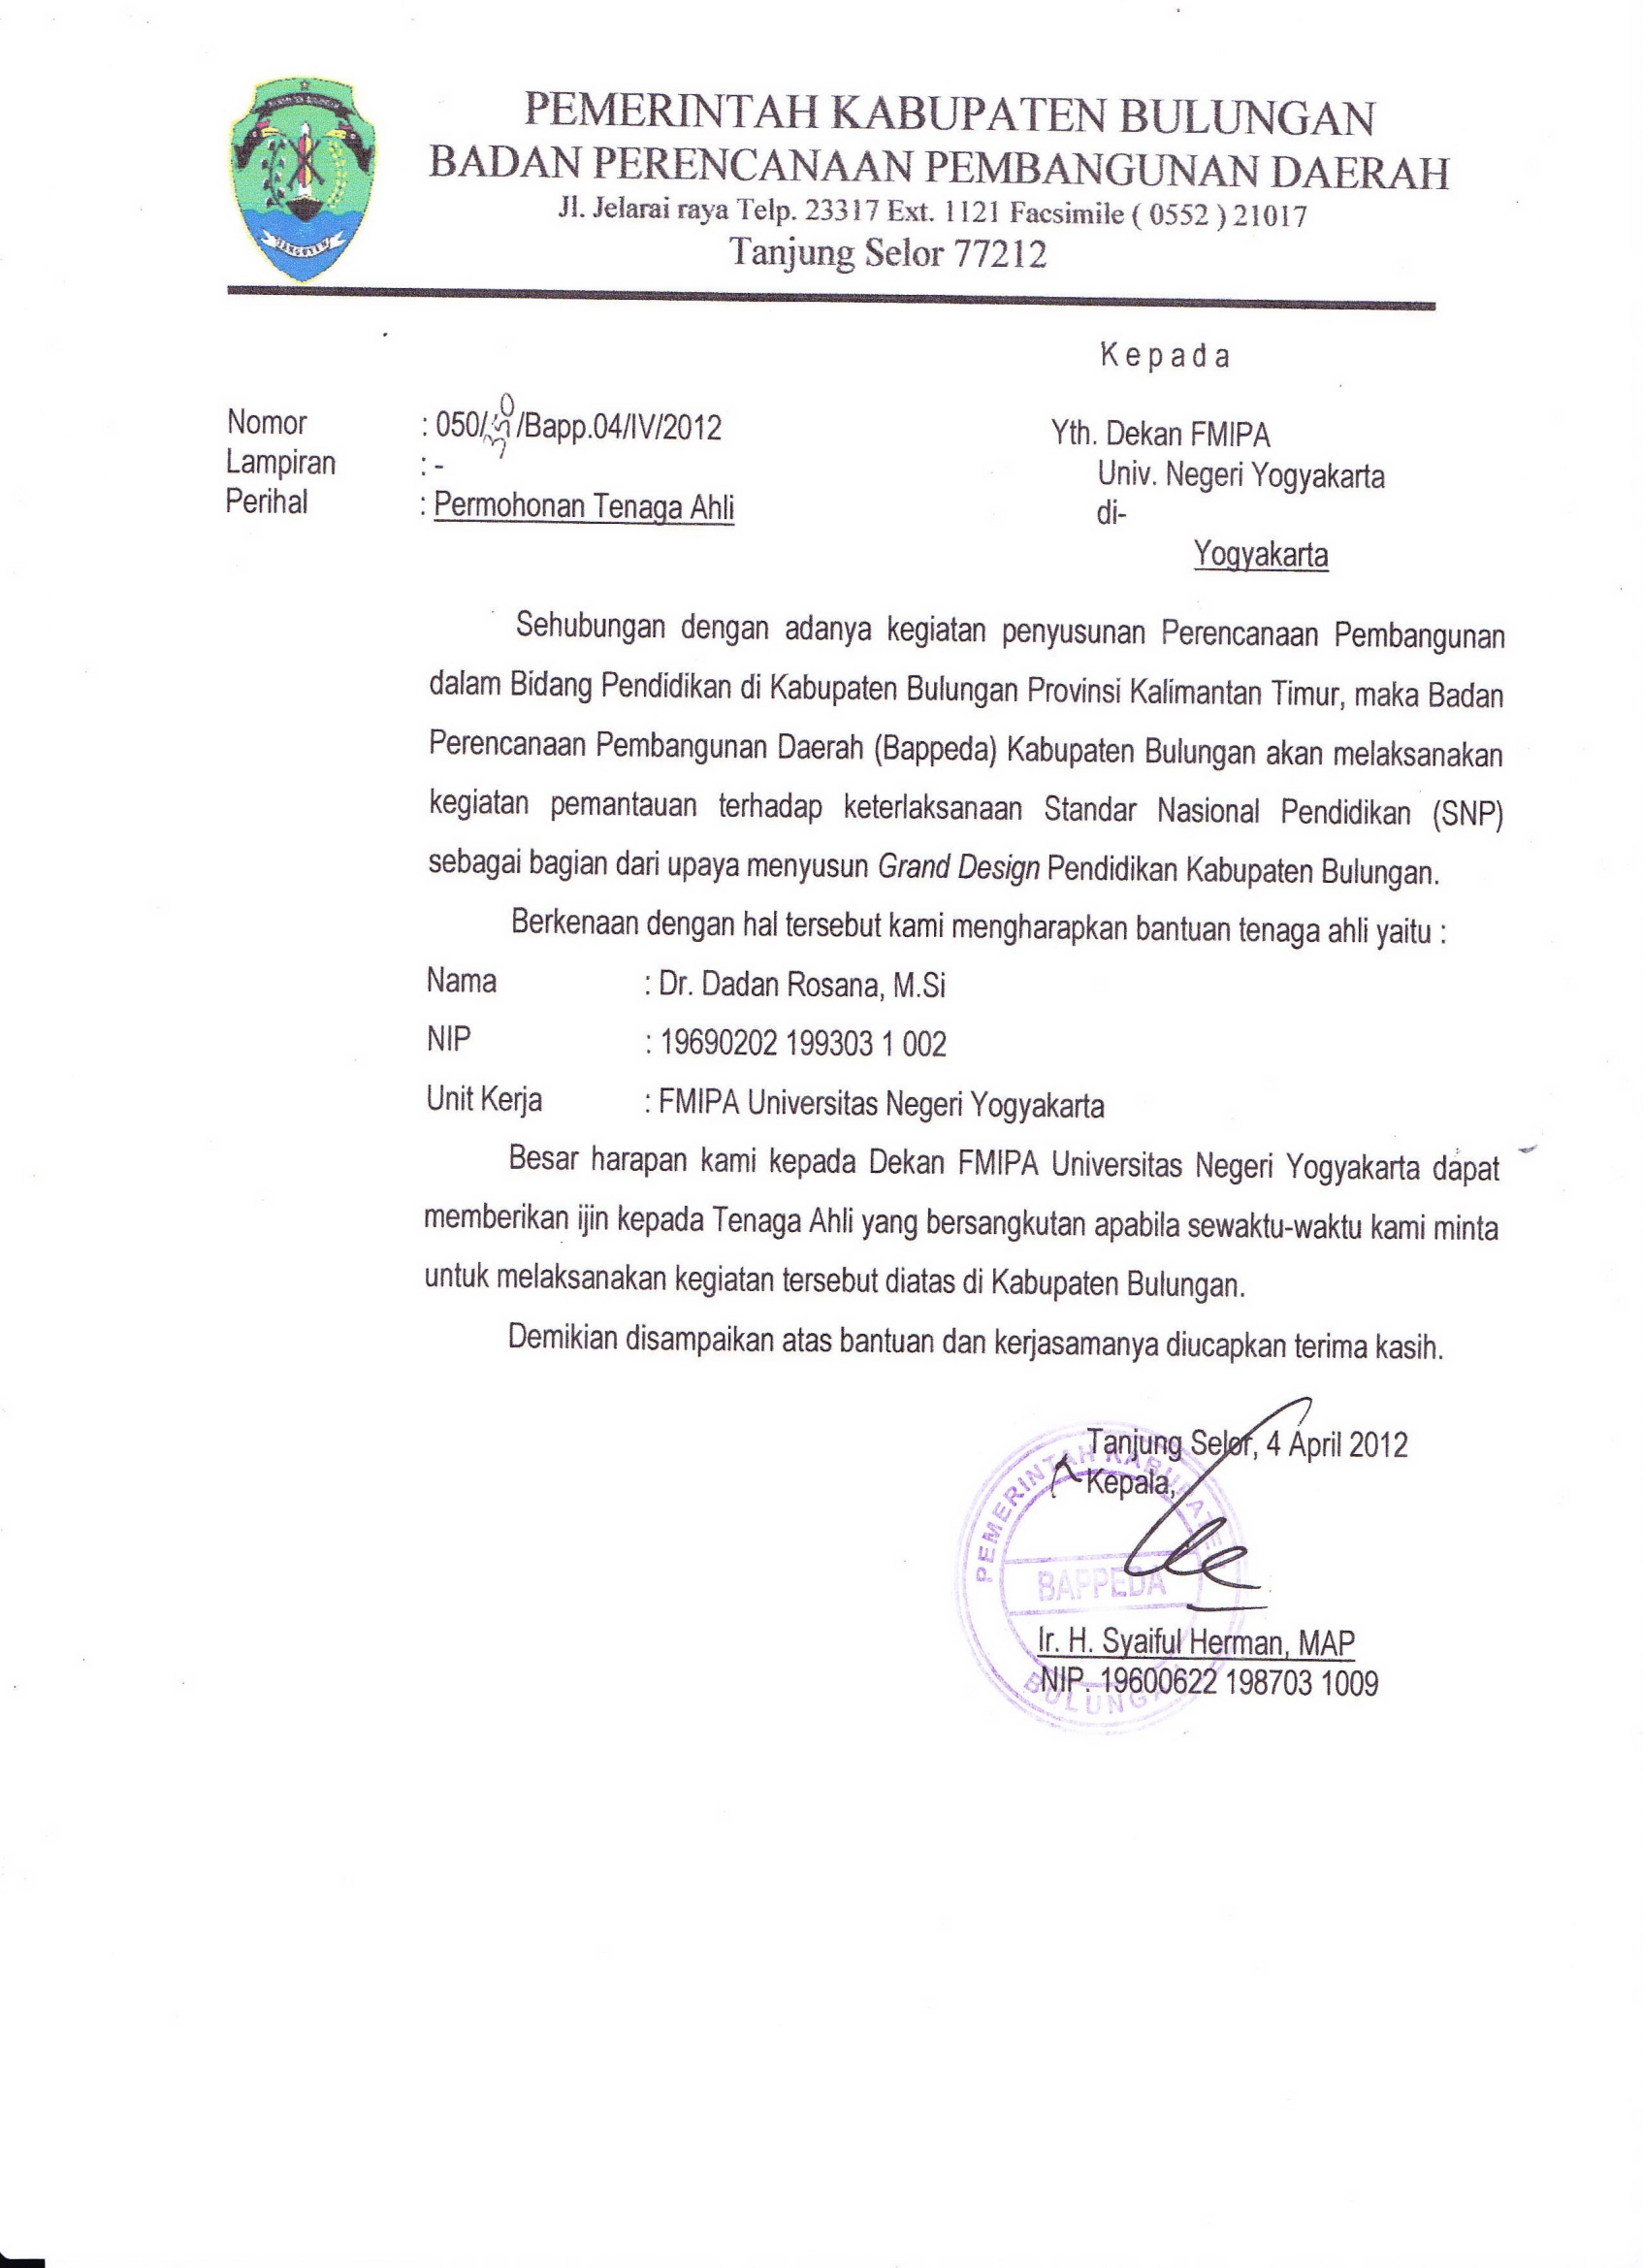 PEMERINTAH KABUPATEN BULUNGAN
BADAN PERENCANAAN PEMBANGUNAN DAERAH
Jl. Jelarai raya Telp. 23317 Ext. 1121 Facsimile ( 0552 ) 21017
Tanjung Selor 77212
Kepada
Nomor : 050/ /Bapp.04/IV/2012
Lampiran : -
Perihal : Permohonan Tenaga Ahli
Yth. Dekan FMIPA
Univ. Negeri Yogyakarta
di-
Yogyakarta
Sehubungan dengan adanya kegiatan penyusunan Perencanaan Pembangunan
dalam Bidang Pendidikan di Kabupaten Bulungan Provinsi Kalimantan Timur, maka Badan
Perencanaan Pembangunan Daerah (Bappeda) Kabupaten Bulungan akan melaksanakan
kegiatan pemantauan terhadap keterlaksanaan Standar Nasional Pendidikan (SNP)
sebagai bagian dari upaya menyusun Grand Design Pendidikan Kabupaten Bulungan.
Berkenaan dengan hal tersebut kami mengharapkan bantuan tenaga ahli yaitu :
Nama : Dr. Dadan Rosana, M.Si
NIP : 19690202 199303 1 002
Unit Kerja : FMIPA Universitas Negeri Yogyakarta
Besar harapan kami kepada Dekan FMIPA Universitas Negeri Yogyakarta dapat
memberikan ijin kepada Tenaga Ahli yang bersangkutan apabila sewaktu-waktu kami minta
untuk melaksanakan kegiatan tersebut diatas di Kabupaten Bulungan.
Demikian disampaikan atas bantuan dan kerjasamanya diucapkan terima kasih.
Tanjung Selor, 4 April 2012
Kepala,
PEMERINTAH KABUPATEN
BAPPEDA
BULUNGAN
Ir. H. Syaiful Herman, MAP
NIP. 19600622 198703 1009